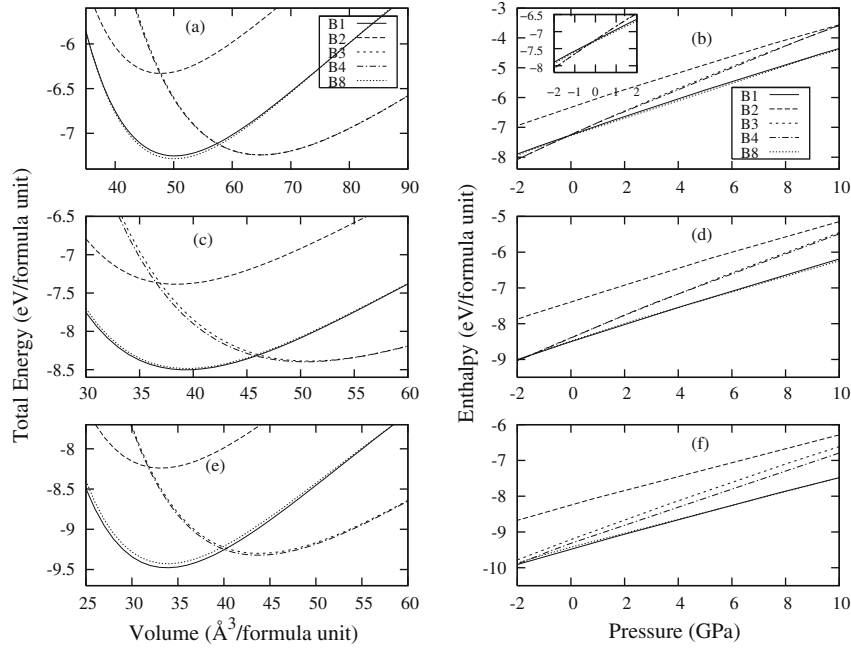 (a)
B1
B2
B3
B4
B8
-6
-6.5
-7
40 50 60 70 80 90
(b)
-6.5
-7
-7.5
-8
-2 -1 0 1 2
B1
B2
B3
B4
B8
-3
-4
-5
-6
-7
-8
-2 0 2 4 6 8 10
(c)
-6.5
-7
-7.5
-8
-8.5
30 35 40 45 50 55 60
(d)
-5
-6
-7
-8
-9
-2 0 2 4 6 8 10
(e)
-8
-8.5
-9
-9.5
25 30 35 40 45 50 55 60
(f)
-6
-7
-8
-9
-10
-2 0 2 4 6 8 10
Total Energy (eV/formula unit)
Enthalpy (eV/formula unit)
Volume (Å³/formula unit)
Pressure (GPa)